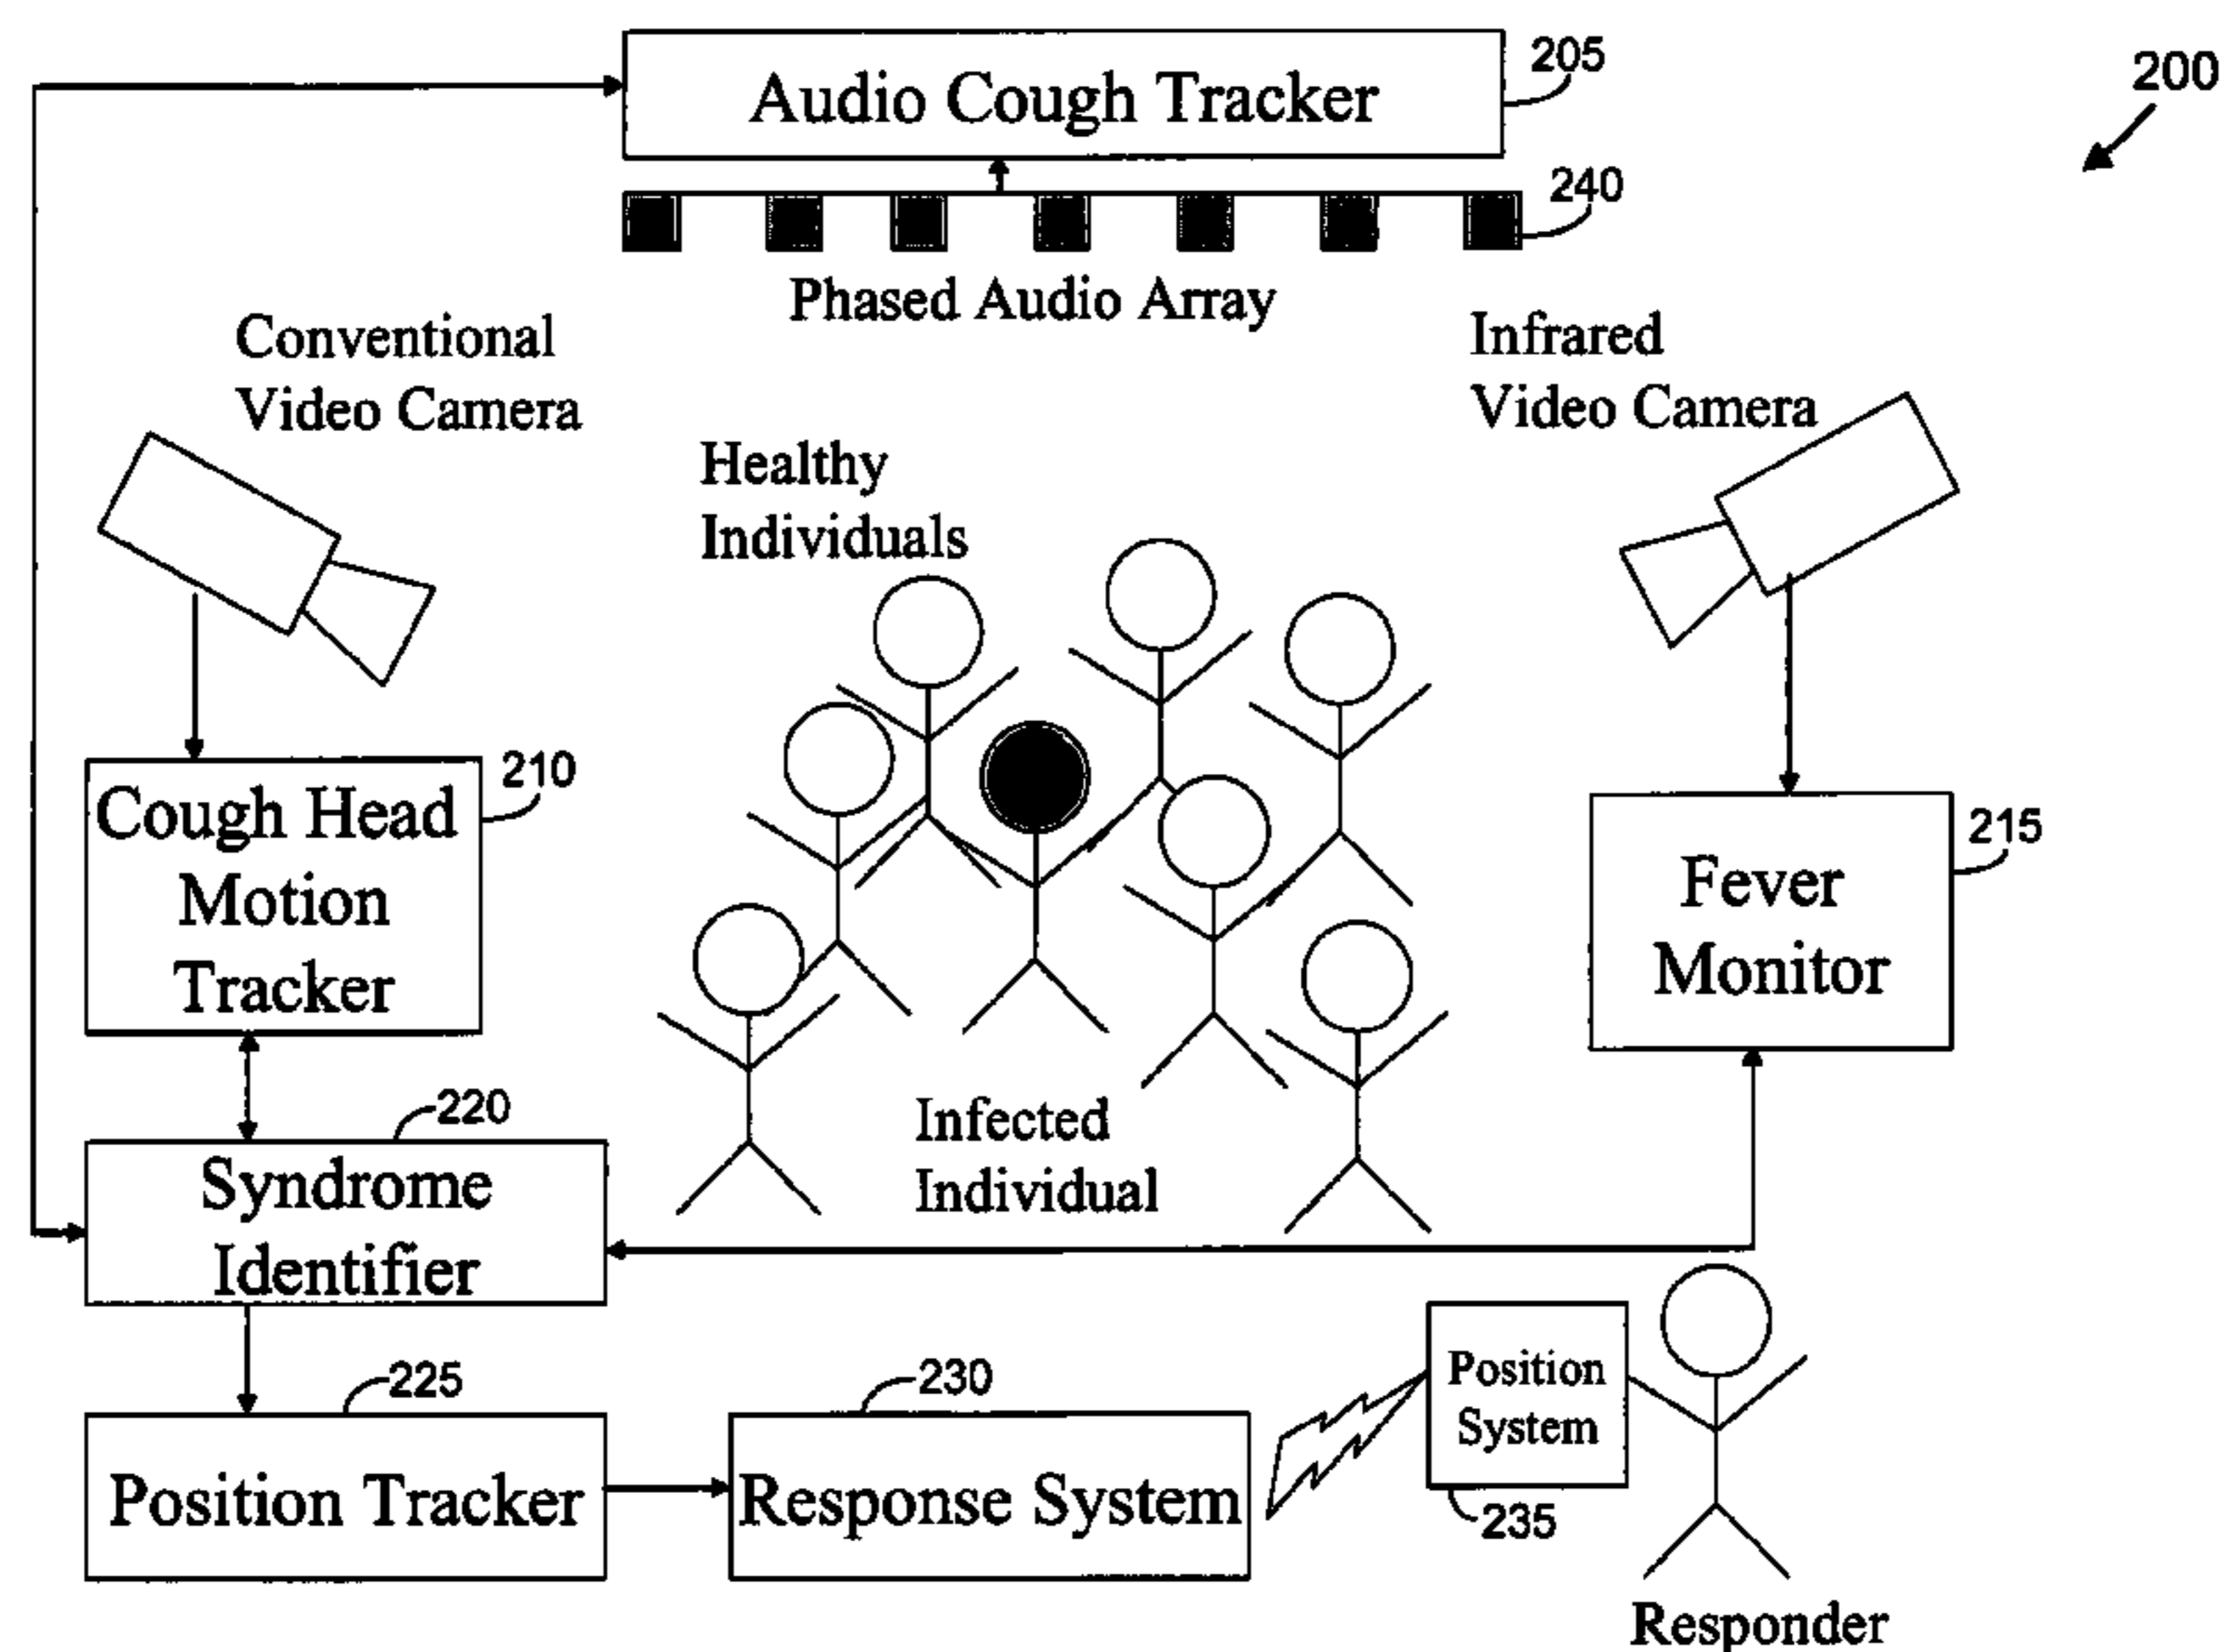 Audio Cough Tracker
205
200
240
Phased Audio Array
Conventional
Video Camera
Infrared
Video Camera
Healthy
Individuals
Cough Head
Motion
Tracker
210
Fever
Monitor
215
Infected
Individual
220
Syndrome
Identifier
225
Position Tracker
230
Response System
Position
System
235
Responder